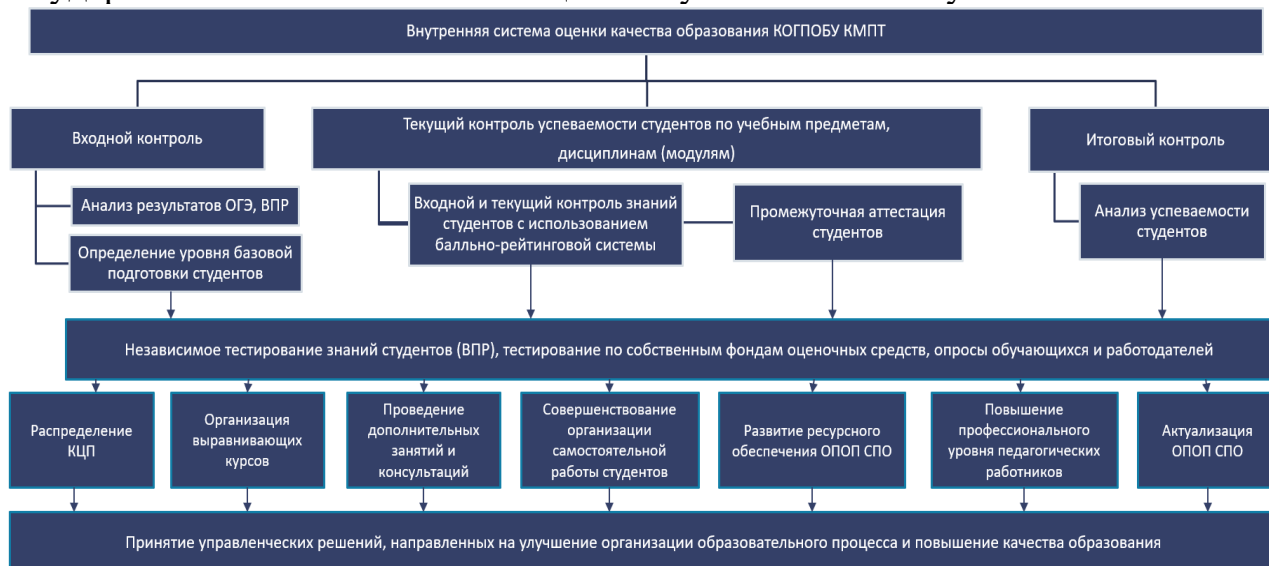 Внутренняя система оценки качества образования КОГПОБУ КМПТ
Входной контроль
Текущий контроль успеваемости студентов по учебным предметам,
дисциплинам (модулям)
Итоговый контроль
Анализ результатов ОГЭ, ВПР
Определение уровня базовой
подготовки студентов
Входной и текущий контроль знаний
студентов с использованием
балльно-рейтинговой системы
Промежуточная аттестация
студентов
Анализ успеваемости
студентов
Независимое тестирование знаний студентов (ВПР), тестирование по собственным фондам оценочных средств, опросы обучающихся и работодателей
Распределение
КЦП
Организация
выравнивающих
курсов
Проведение
дополнительных
занятий и
консультаций
Совершенствование
организации
самостоятельной
работы студентов
Развитие ресурсного
обеспечения ОПОП СПО
Повышение
профессионального
уровня педагогических
работников
Актуализация
ОПОП СПО
Принятие управленческих решений, направленных на улучшение организации образовательного процесса и повышение качества образования